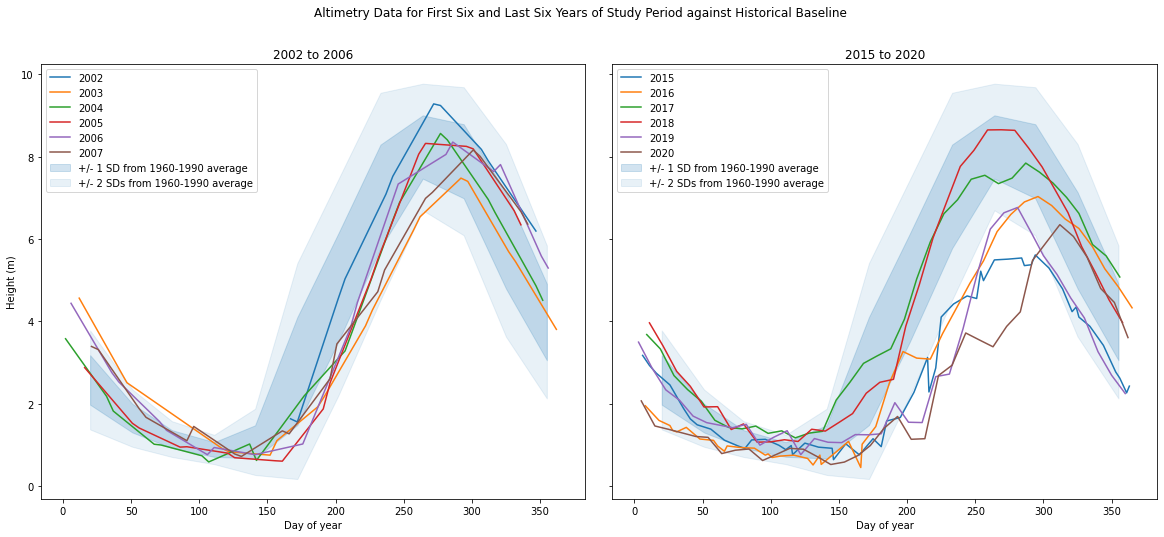 Altimetry Data for First Six and Last Six Years of Study Period against Historical Baseline
2002 to 2006
2002
2003
2004
2005
2006
2007
+/- 1 SD from 1960-1990 average
+/- 2 SDs from 1960-1990 average
10
8
6
4
2
0
Height (m)
0 50 100 150 200 250 300 350
Day of year
2015 to 2020
2015
2016
2017
2018
2019
2020
+/- 1 SD from 1960-1990 average
+/- 2 SDs from 1960-1990 average
0 50 100 150 200 250 300 350
Day of year